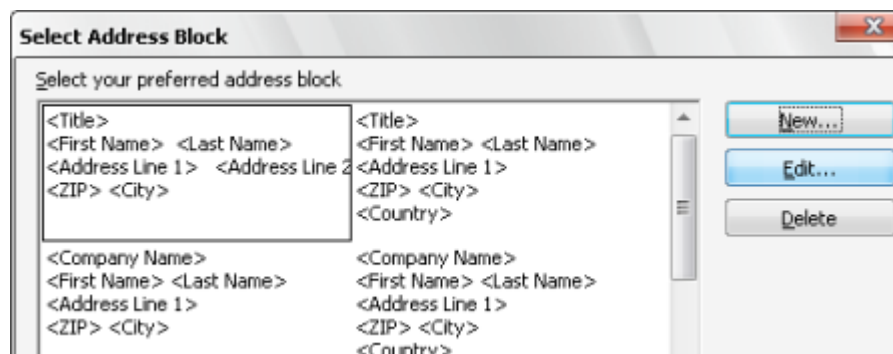 Select Address Block
Select your preferred address block
<Title>
<First Name> <Last Name>
<Address Line 1> <Address Line 2
<ZIP> <City>
<Title>
<First Name> <Last Name>
<Address Line 1>
<ZIP> <City>
<Country>
<Company Name>
<First Name> <Last Name>
<Address Line 1>
<ZIP> <City>
<Company Name>
<First Name> <Last Name>
<Address Line 1>
<ZIP> <City>
<Country>
New...
Edit...
Delete